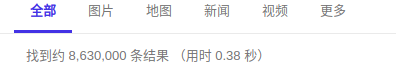 全部 图片 地图 新闻 视频 更多
找到约 8,630,000 条结果 （用时 0.38 秒）